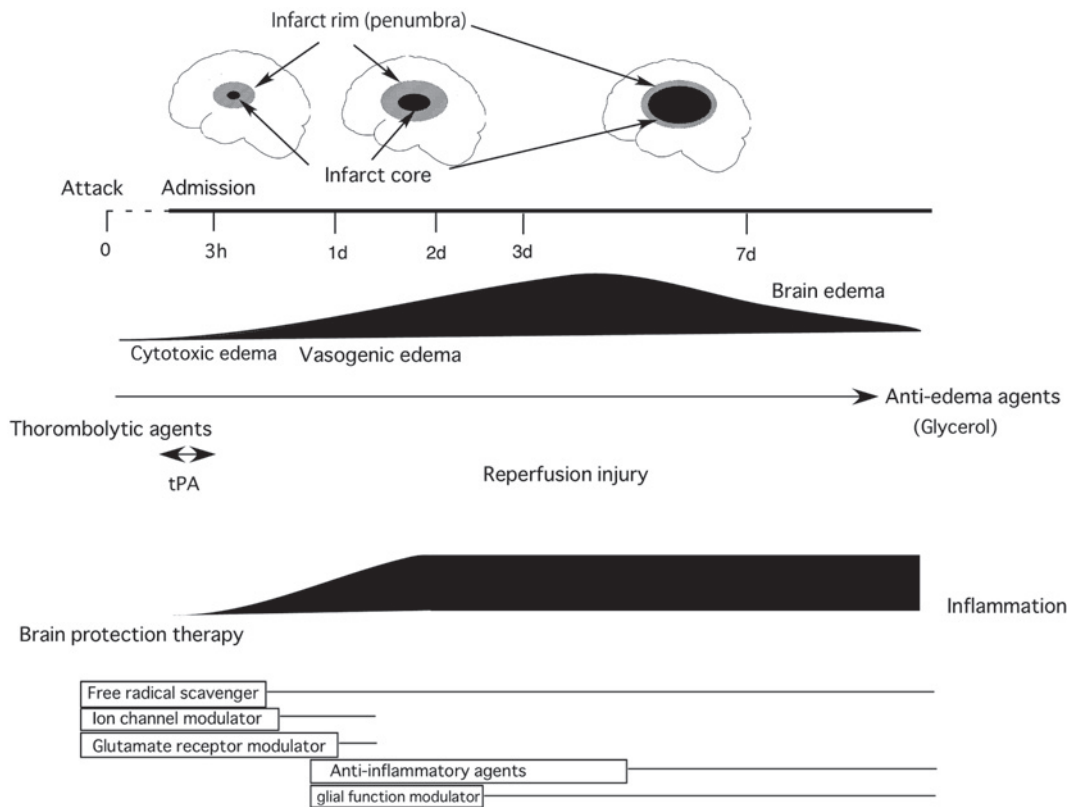 Infarct rim (penumbra)
Infarct core
Attack
Admission
0
3h
1d
2d
3d
7d
Brain edema
Cytotoxic edema
Vasogenic edema
Anti-edema agents
(Glycerol)
Thorombolytic agents
tPA
Reperfusion injury
Inflammation
Brain protection therapy
Free radical scavenger
Ion channel modulator
Glutamate receptor modulator
Anti-inflammatory agents
glial function modulator